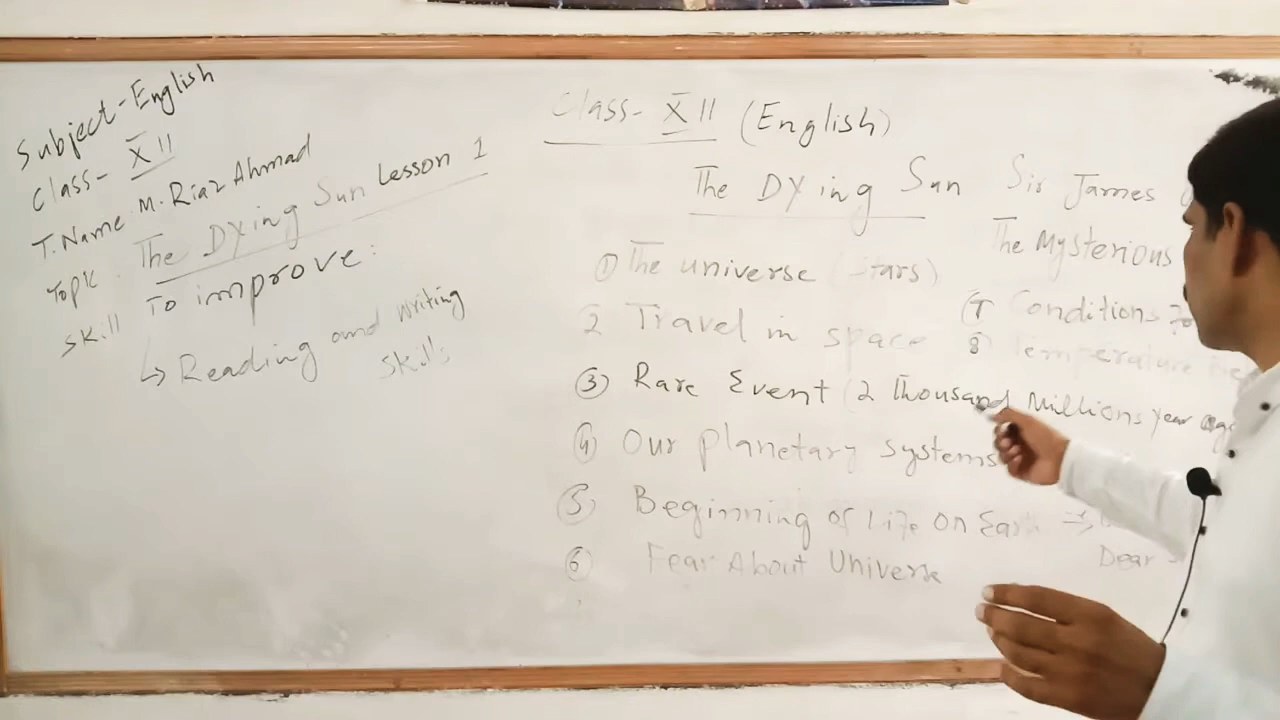 Subject-English
Class- XII
T.Name M. Riaz Ahmad
Topic : The Dying Sun Lesson 1
Skill To improve:
↳ Reading and writing
skills
Class- XII (English)
The Dying Sun Sir James
The Mysterious
① The universe (stars)
2 Travel in space
③ Rare Event (2 Thousand Millions year ago
④ Our planetary systems
⑤ Beginning of Life on Earth ⇒
⑥ Fear About Universe
7 Conditions for
8 Temperature
Dear